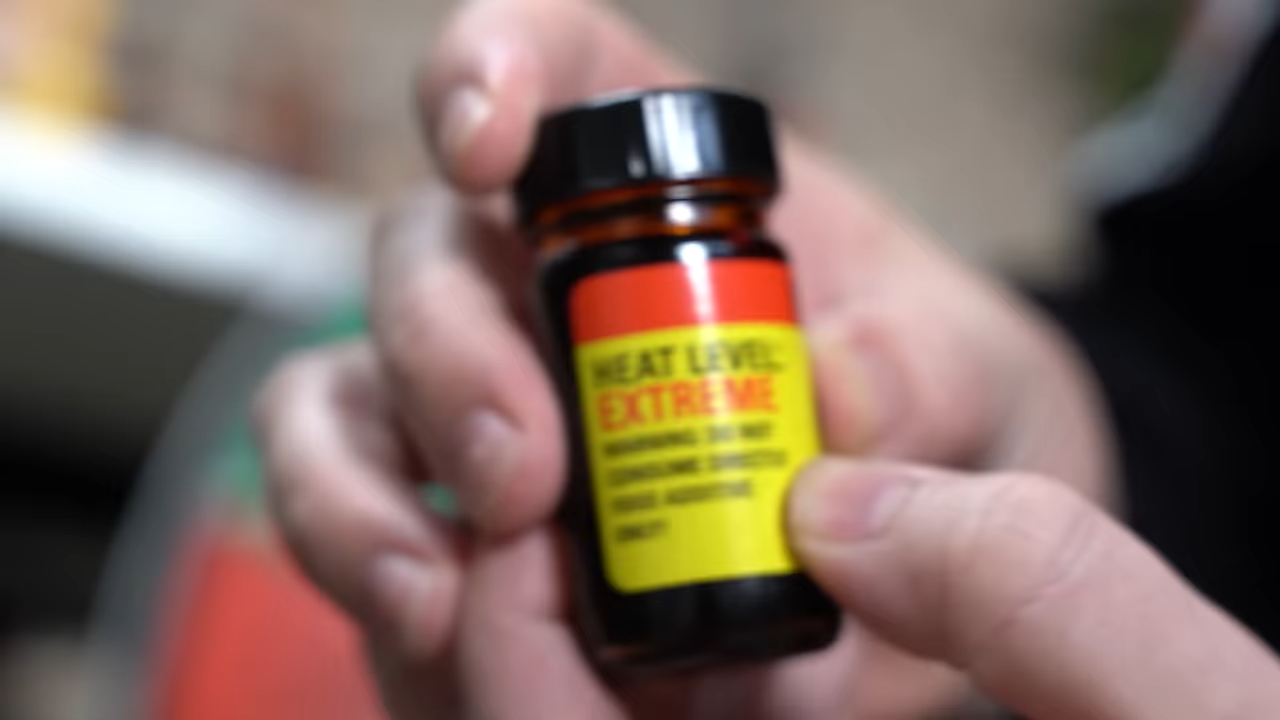 HEAT LEVEL:
EXTREME
WARNING: DO NOT
CONSUME DIRECTLY
FOOD ADDITIVE
ONLY!